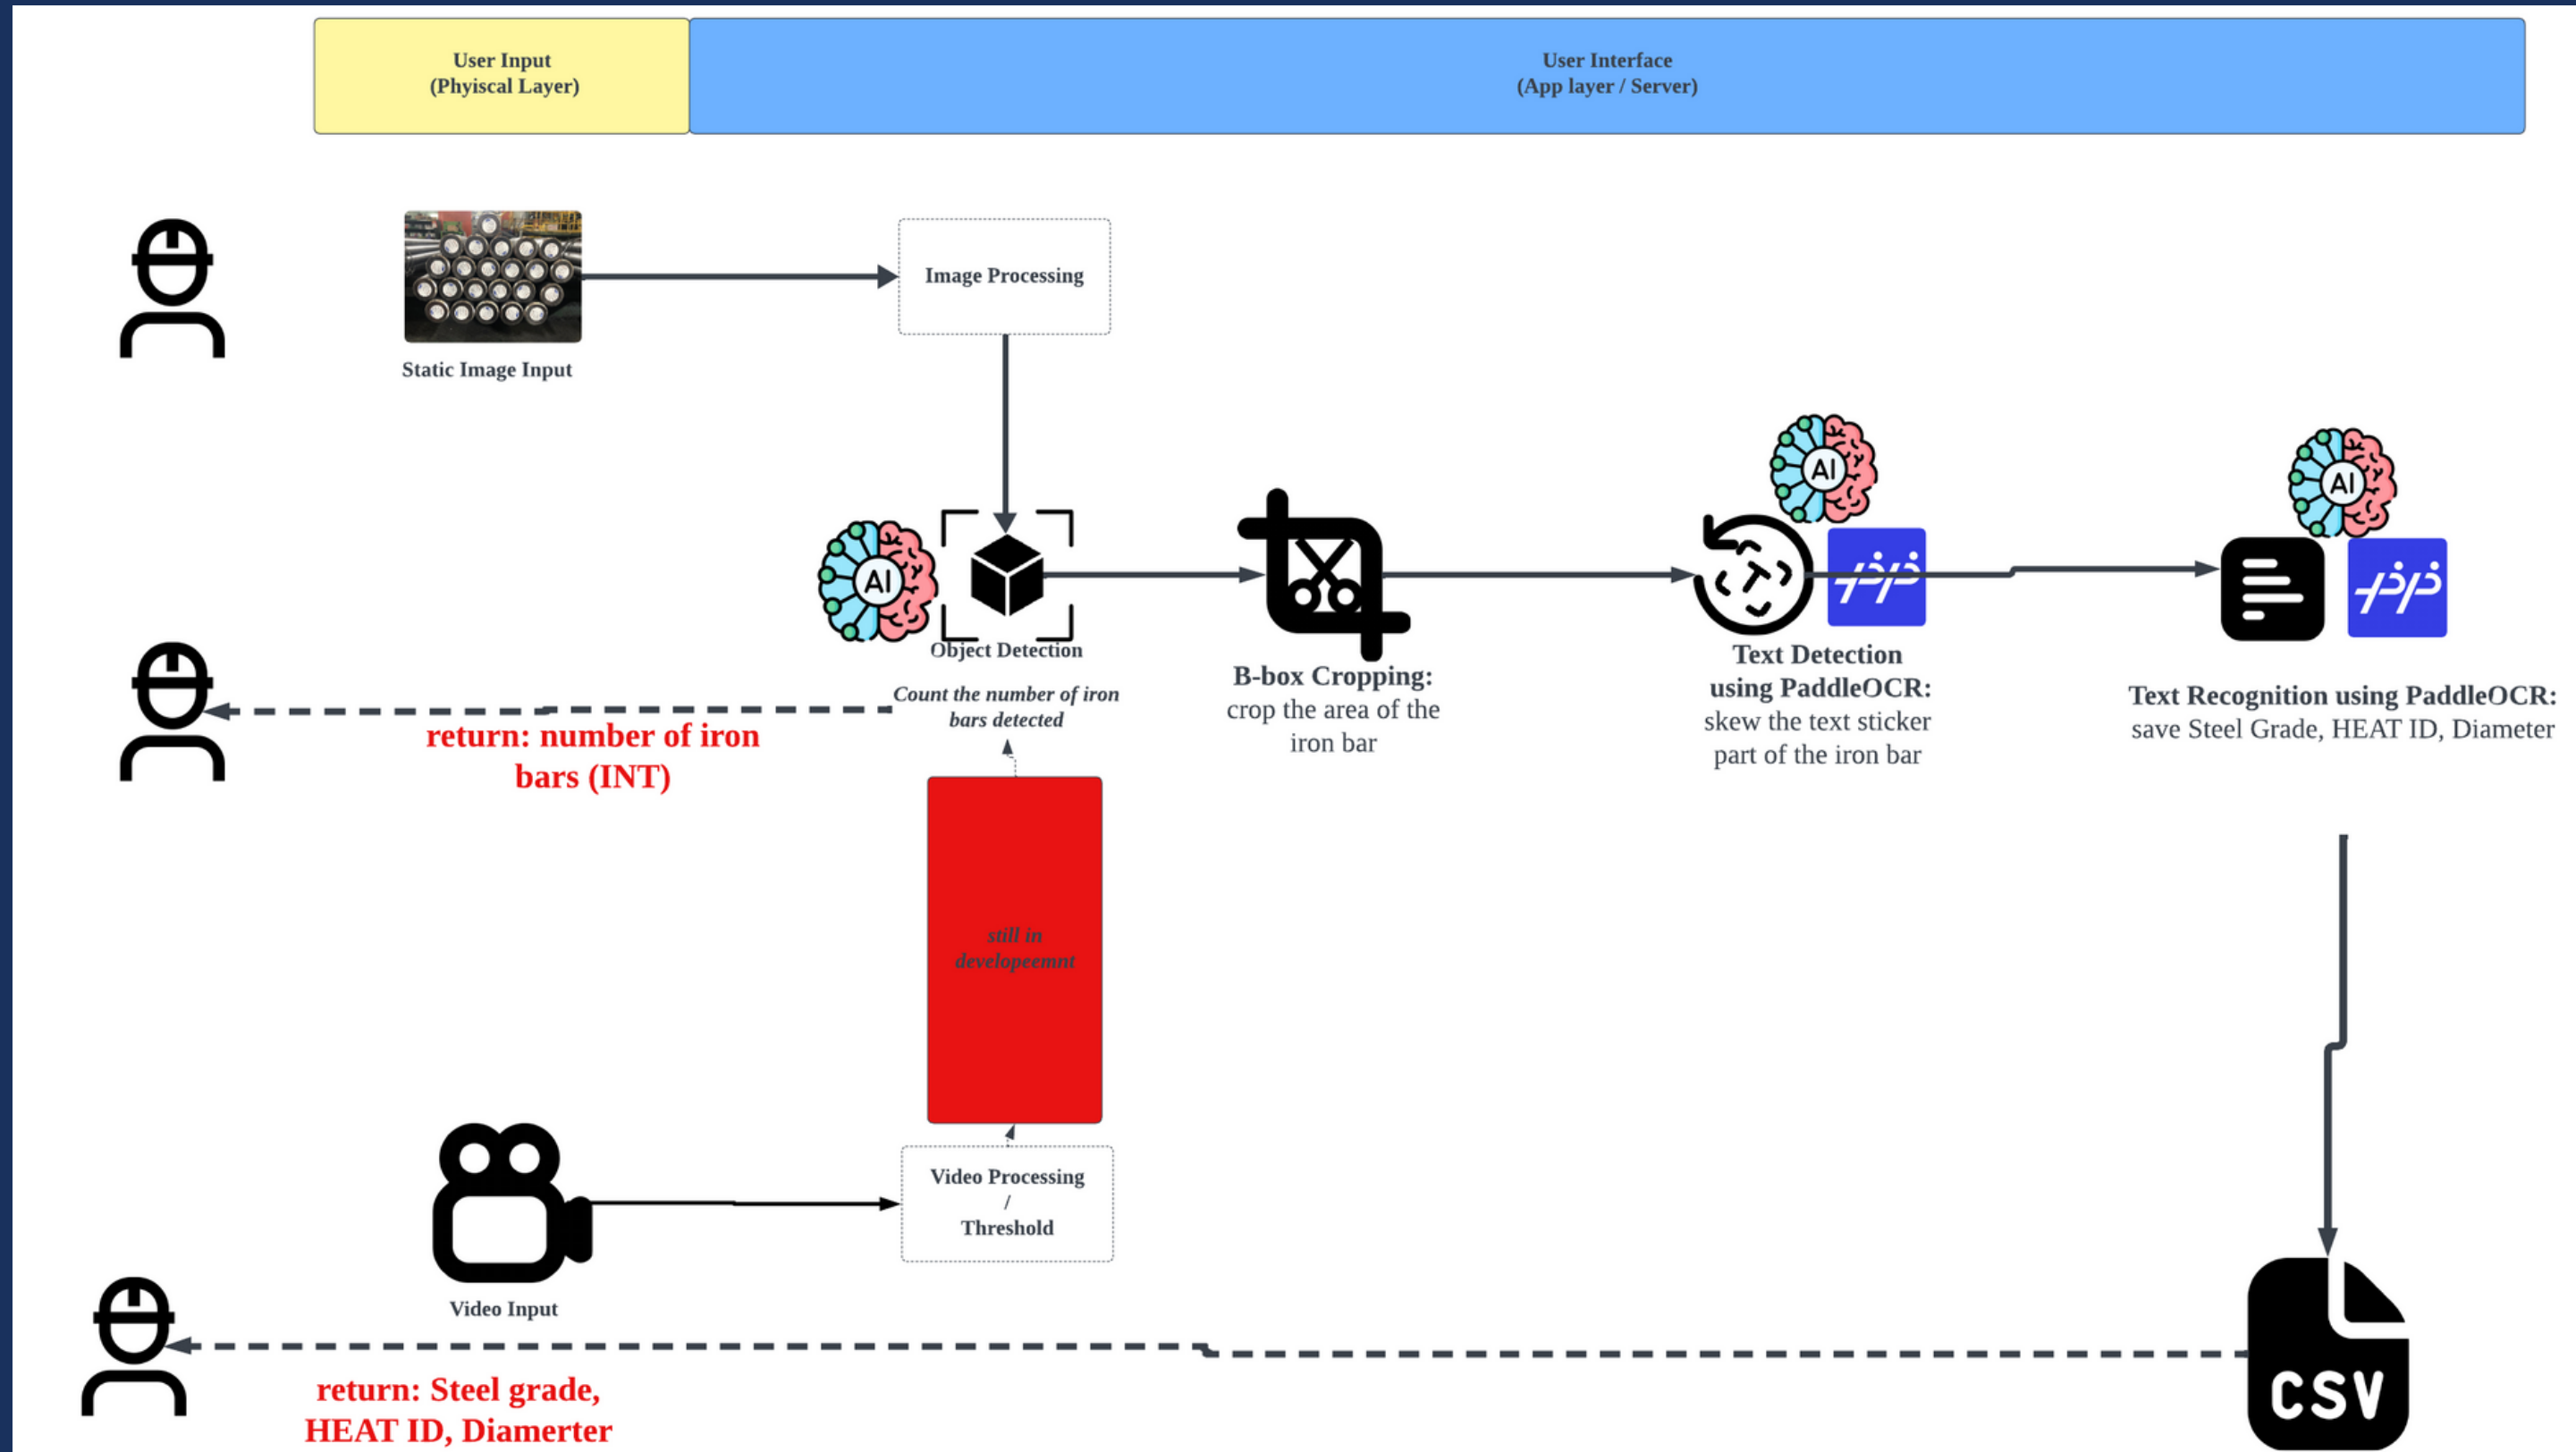 User Input
(Phyiscal Layer)
User Interface
(App layer / Server)
Image Processing
Static Image Input
AI
AI
AI
Object Detection
Count the number of iron
bars detected
return: number of iron
bars (INT)
B-box Cropping:
crop the area of the
iron bar
T
Text Detection
using PaddleOCR:
skew the text sticker
part of the iron bar
Text Recognition using PaddleOCR:
save Steel Grade, HEAT ID, Diameter
still in
developeemnt
Video Processing
/
Threshold
Video Input
return: Steel grade,
HEAT ID, Diamerter
CSV